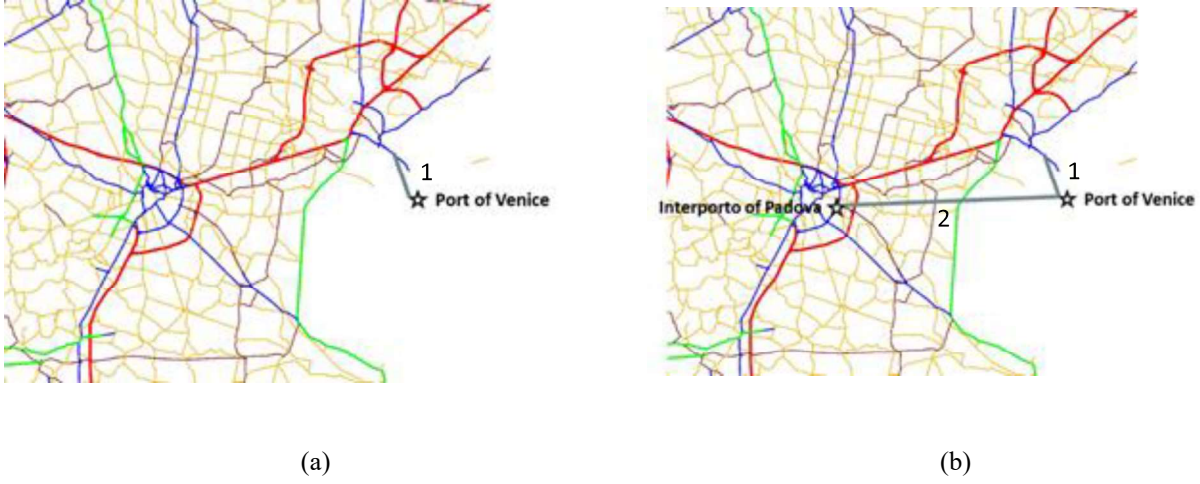 1
Port of Venice
1
Interporto of Padova
Port of Venice
2
(a)
(b)